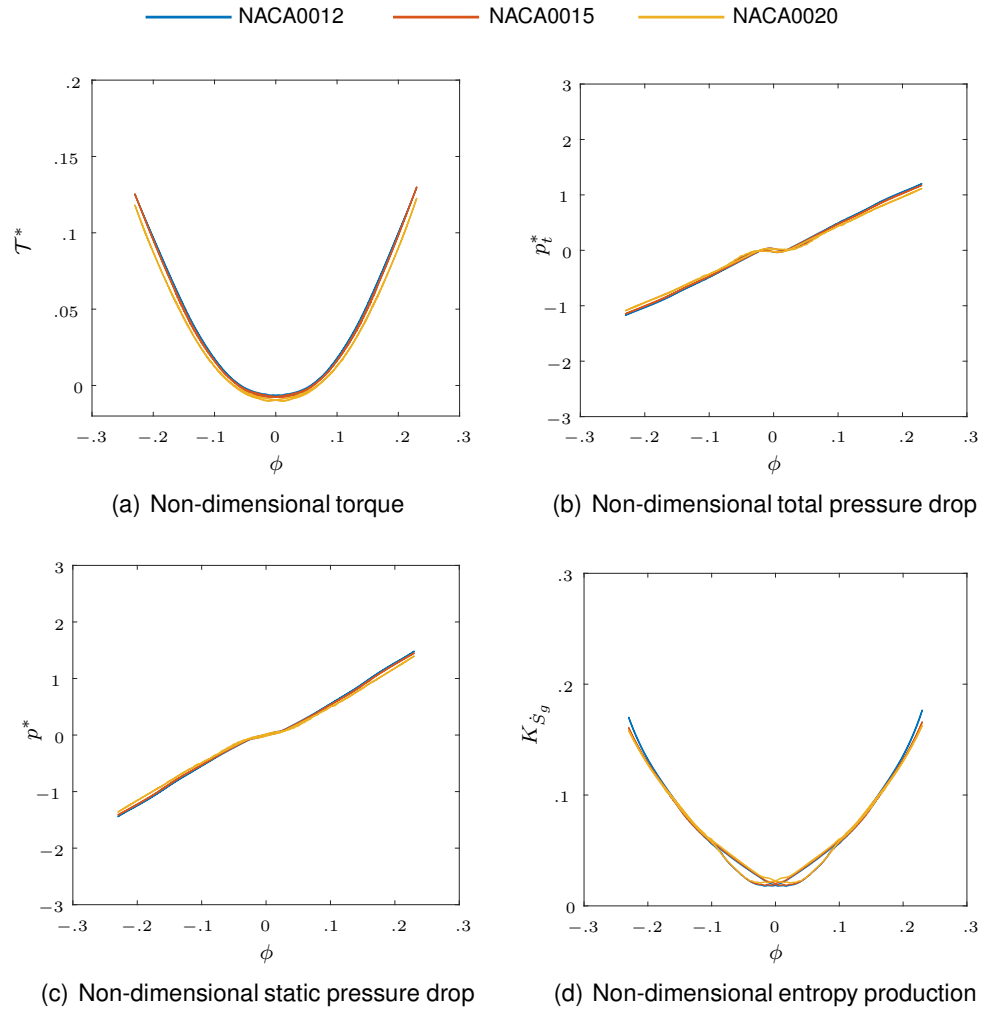 NACA0012 NACA0015 NACA0020
.2
.15
.1
.05
0
−.3 −.2 −.1 0 .1 .2 .3
𝒯*
ϕ
(a) Non-dimensional torque
3
2
1
0
−1
−2
−3
−.3 −.2 −.1 0 .1 .2 .3
p*t
ϕ
(b) Non-dimensional total pressure drop
3
2
1
0
−1
−2
−3
−.3 −.2 −.1 0 .1 .2 .3
p*
ϕ
(c) Non-dimensional static pressure drop
.3
.2
.1
0
−.3 −.2 −.1 0 .1 .2 .3
KṠg
ϕ
(d) Non-dimensional entropy production